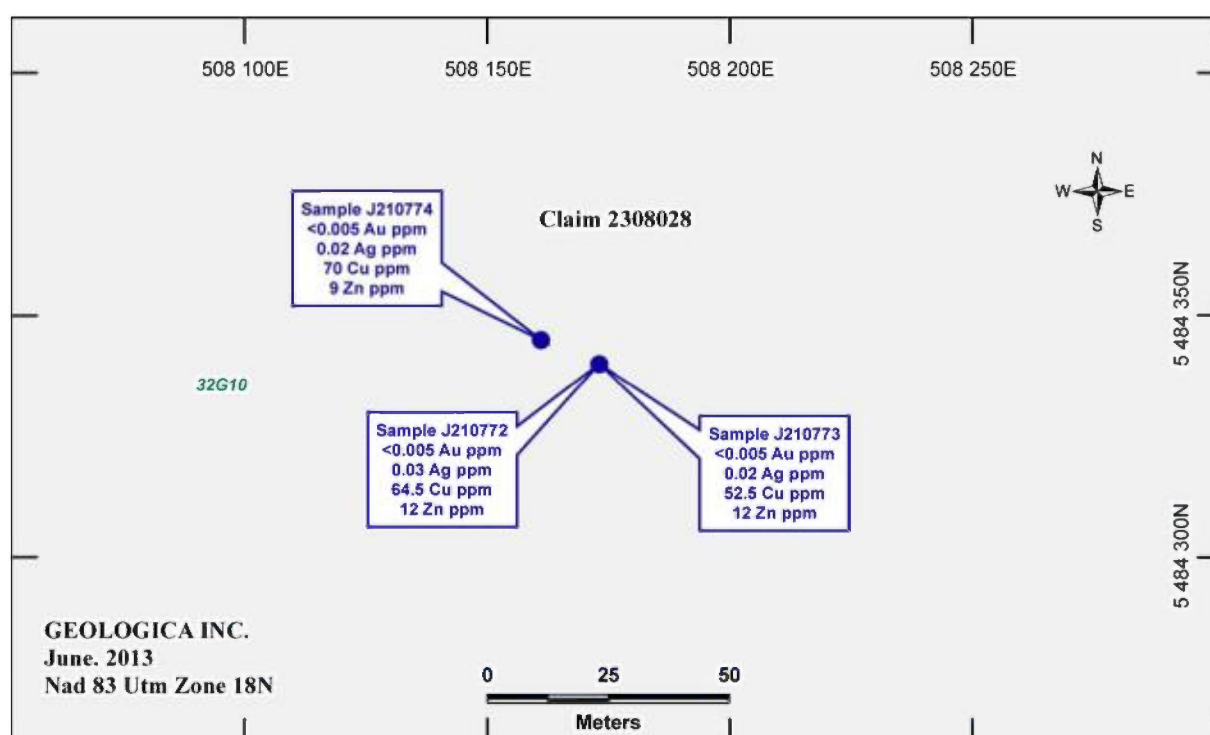 508 100E
508 150E
508 200E
508 250E
N
W E
S
Sample J210774
<0.005 Au ppm
0.02 Ag ppm
70 Cu ppm
9 Zn ppm
Claim 2308028
5 484 350N
32G10
Sample J210772
<0.005 Au ppm
0.03 Ag ppm
64.5 Cu ppm
12 Zn ppm
Sample J210773
<0.005 Au ppm
0.02 Ag ppm
52.5 Cu ppm
12 Zn ppm
5 484 300N
GEOLOGICA INC.
June. 2013
Nad 83 Utm Zone 18N
0 25 50
Meters